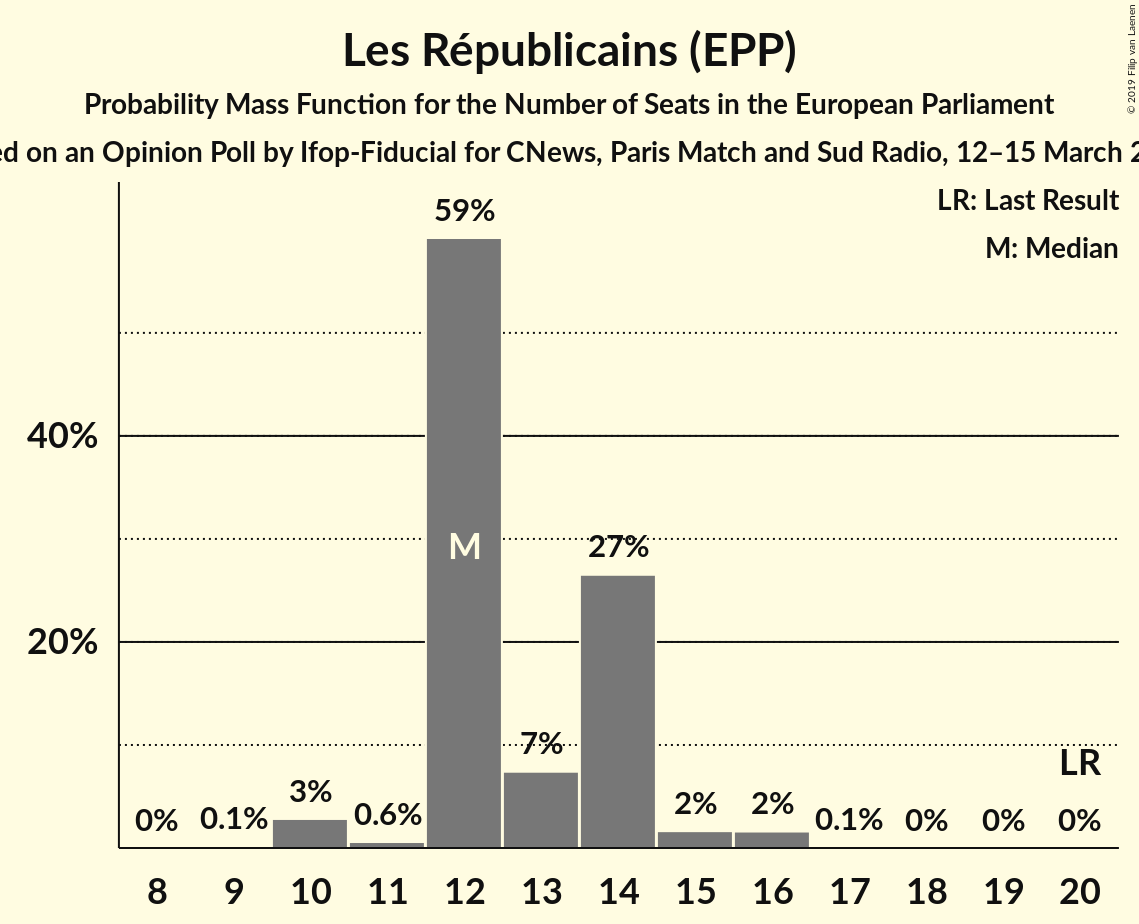 Les Républicains (EPP)
Probability Mass Function for the Number of Seats in the European Parliament
on an Opinion Poll by Ifop-Fiducial for CNews, Paris Match and Sud Radio, 12–15 March
© 2019 Filip van Laenen
LR: Last Result
M: Median
59%
40%
M
27%
20%
7%
LR
3%
2%
2%
0%
0.1%
0.6%
0.1%
0%
0%
0%
8 9 10 11 12 13 14 15 16 17 18 19 20